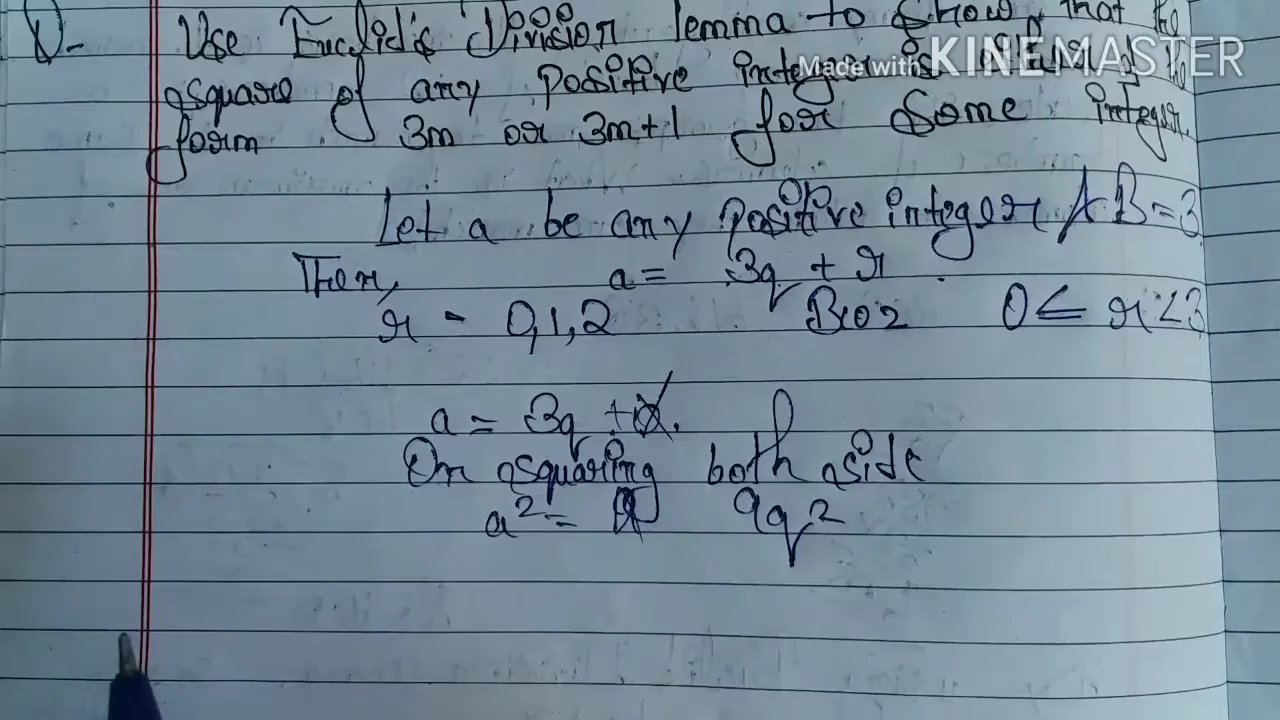 Q- Use Euclid's Division lemma to show that the
square of any positive integer is either of the
form 3m or 3m+1 for some integer.
Let a be any positive integer & B=3
Then, a= 3q + r
r = 0,1,2 0≤ r<3
a = 3q +
On squaring both side
a²= 9q²
Made with KINEMASTER